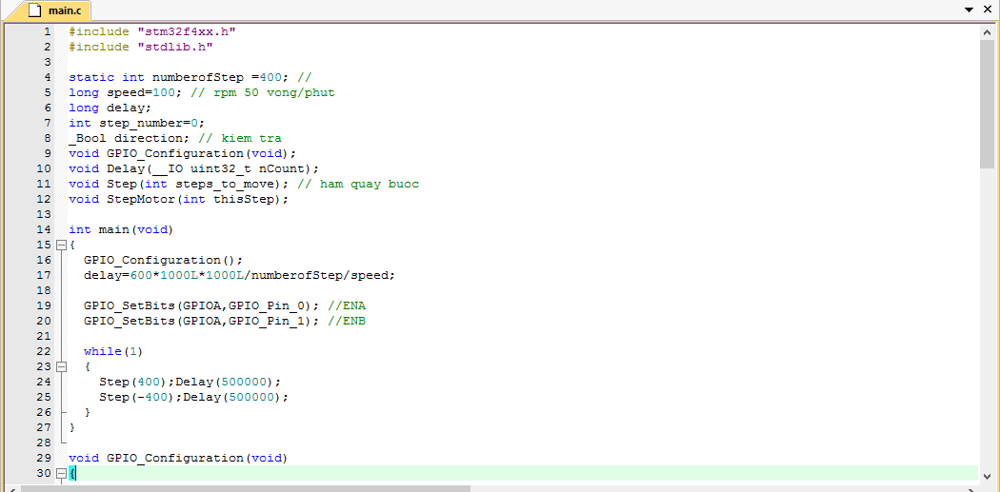 main.c
1 #include "stm32f4xx.h"
2 #include "stdlib.h"
3
4 static int numberofStep =400; //
5 long speed=100; // rpm 50 vong/phut
6 long delay;
7 int step_number=0;
8 _Bool direction; // kiem tra
9 void GPIO_Configuration(void);
10 void Delay(__IO uint32_t nCount);
11 void Step(int steps_to_move); // ham quay buoc
12 void StepMotor(int thisStep);
13
14 int main(void)
15 {
16   GPIO_Configuration();
17   delay=600*1000L*1000L/numberofStep/speed;
18
19   GPIO_SetBits(GPIOA,GPIO_Pin_0); //ENA
20   GPIO_SetBits(GPIOA,GPIO_Pin_1); //ENB
21
22   while(1)
23   {
24     Step(400);Delay(500000);
25     Step(-400);Delay(500000);
26   }
27 }
28
29 void GPIO_Configuration(void)
30 {